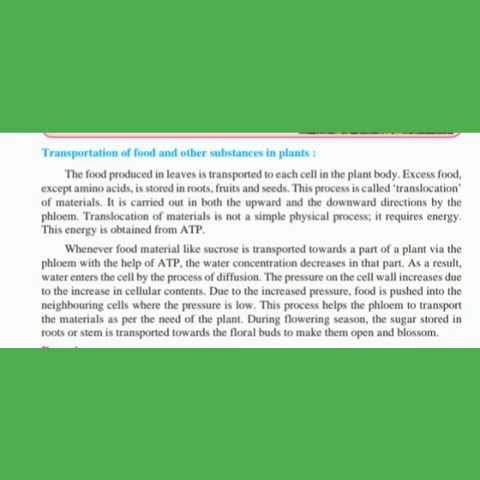 Transportation of food and other substances in plants :
The food produced in leaves is transported to each cell in the plant body. Excess food,
except amino acids, is stored in roots, fruits and seeds. This process is called ‘translocation’
of materials. It is carried out in both the upward and the downward directions by the
phloem. Translocation of materials is not a simple physical process; it requires energy.
This energy is obtained from ATP.
Whenever food material like sucrose is transported towards a part of a plant via the
phloem with the help of ATP, the water concentration decreases in that part. As a result,
water enters the cell by the process of diffusion. The pressure on the cell wall increases due
to the increase in cellular contents. Due to the increased pressure, food is pushed into the
neighbouring cells where the pressure is low. This process helps the phloem to transport
the materials as per the need of the plant. During flowering season, the sugar stored in
roots or stem is transported towards the floral buds to make them open and blossom.